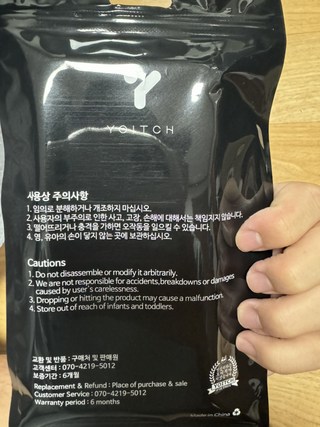 YOITCH
사용상 주의사항
1. 임의로 분해하거나 개조하지 마십시오.
2. 사용자의 부주의로 인한 사고, 고장, 손해에 대해서는 책임지지 않습니다.
3. 떨어뜨리거나 충격을 가하면 오작동을 일으킬 수 있습니다.
4. 영, 유아의 손이 닿지 않는 곳에 보관하십시오.
Cautions
1. Do not disassemble or modify it arbitrarily.
2. We are not responsible for accidents,breakdowns or damages
caused by user`s carelessness.
3. Dropping or hitting the product may cause a malfunction.
4. Store out of reach of infants and toddlers.
교환 및 반품 : 구매처 및 판매원
고객센터 : 070-4219-5012
보증기간 : 6개월
Replacement & Refund : Place of purchase & sale
Customer Service : 070-4219-5012
Warranty period : 6 months
Made in China